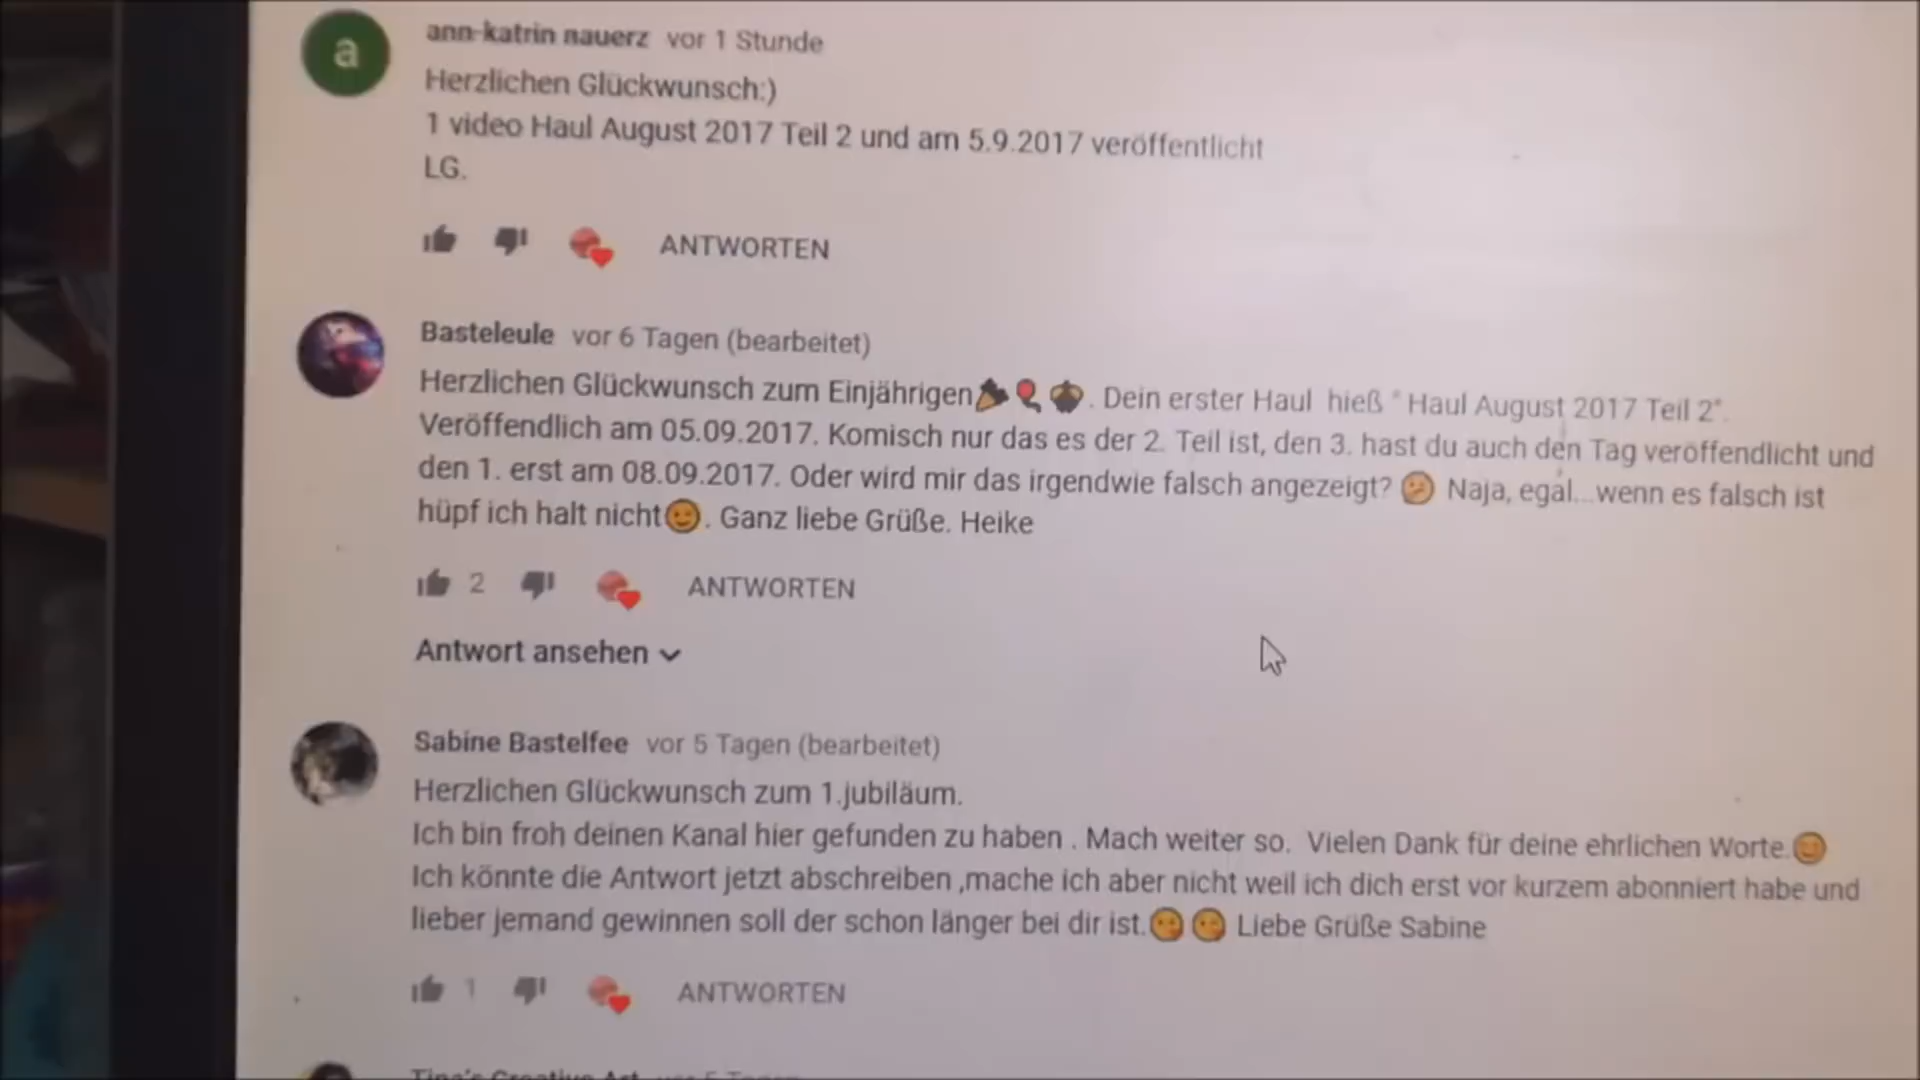 a
ann-katrin nauerz vor 1 Stunde
Herzlichen Glückwunsch:)
1 video Haul August 2017 Teil 2 und am 5.9.2017 veröffentlicht
LG.
ANTWORTEN
Basteleule vor 6 Tagen (bearbeitet)
Herzlichen Glückwunsch zum Einjährigen🎉🎈👑. Dein erster Haul hieß " Haul August 2017 Teil 2".
Veröffendlich am 05.09.2017. Komisch nur das es der 2. Teil ist, den 3. hast du auch den Tag veröffendlicht und
den 1. erst am 08.09.2017. Oder wird mir das irgendwie falsch angezeigt? 😕 Naja, egal...wenn es falsch ist
hüpf ich halt nicht😉. Ganz liebe Grüße. Heike
2 ANTWORTEN
Antwort ansehen
Sabine Bastelfee vor 5 Tagen (bearbeitet)
Herzlichen Glückwunsch zum 1.jubiläum.
Ich bin froh deinen Kanal hier gefunden zu haben . Mach weiter so. Vielen Dank für deine ehrlichen Worte.😊
Ich könnte die Antwort jetzt abschreiben ,mache ich aber nicht weil ich dich erst vor kurzem abonniert habe und
lieber jemand gewinnen soll der schon länger bei dir ist.😘😘 Liebe Grüße Sabine
1 ANTWORTEN
Tina's Creative Art vor 5 Tagen